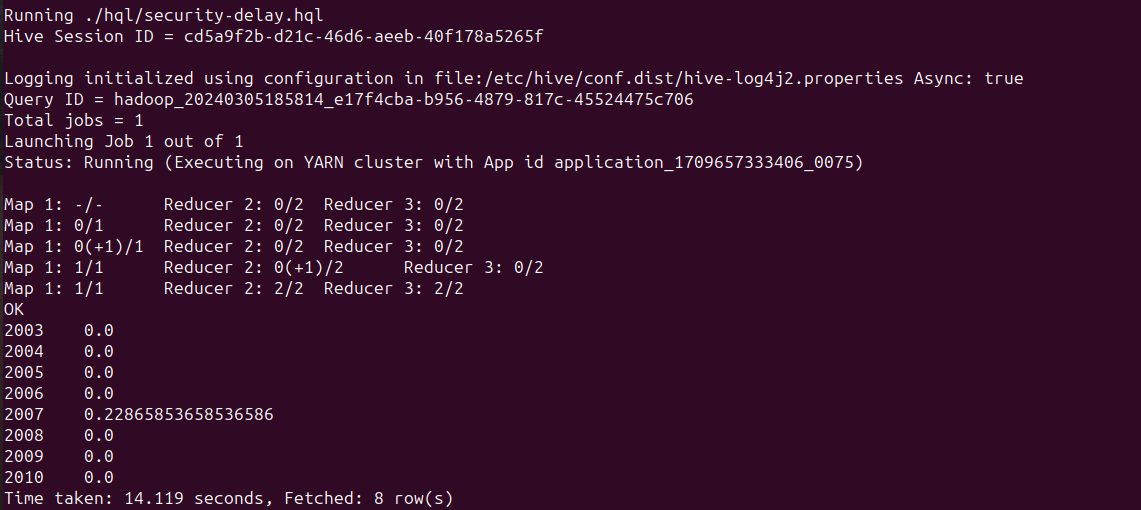 Running ./hql/security-delay.hql
Hive Session ID = cd5a9f2b-d21c-46d6-aeeb-40f178a5265f

Logging initialized using configuration in file:/etc/hive/conf.dist/hive-log4j2.properties Async: true
Query ID = hadoop_20240305185814_e17f4cba-b956-4879-817c-45524475c706
Total jobs = 1
Launching Job 1 out of 1
Status: Running (Executing on YARN cluster with App id application_1709657333406_0075)

Map 1: -/-      Reducer 2: 0/2  Reducer 3: 0/2
Map 1: 0/1      Reducer 2: 0/2  Reducer 3: 0/2
Map 1: 0(+1)/1  Reducer 2: 0/2  Reducer 3: 0/2
Map 1: 1/1      Reducer 2: 0(+1)/2      Reducer 3: 0/2
Map 1: 1/1      Reducer 2: 2/2  Reducer 3: 2/2
OK
2003    0.0
2004    0.0
2005    0.0
2006    0.0
2007    0.22865853658536586
2008    0.0
2009    0.0
2010    0.0
Time taken: 14.119 seconds, Fetched: 8 row(s)